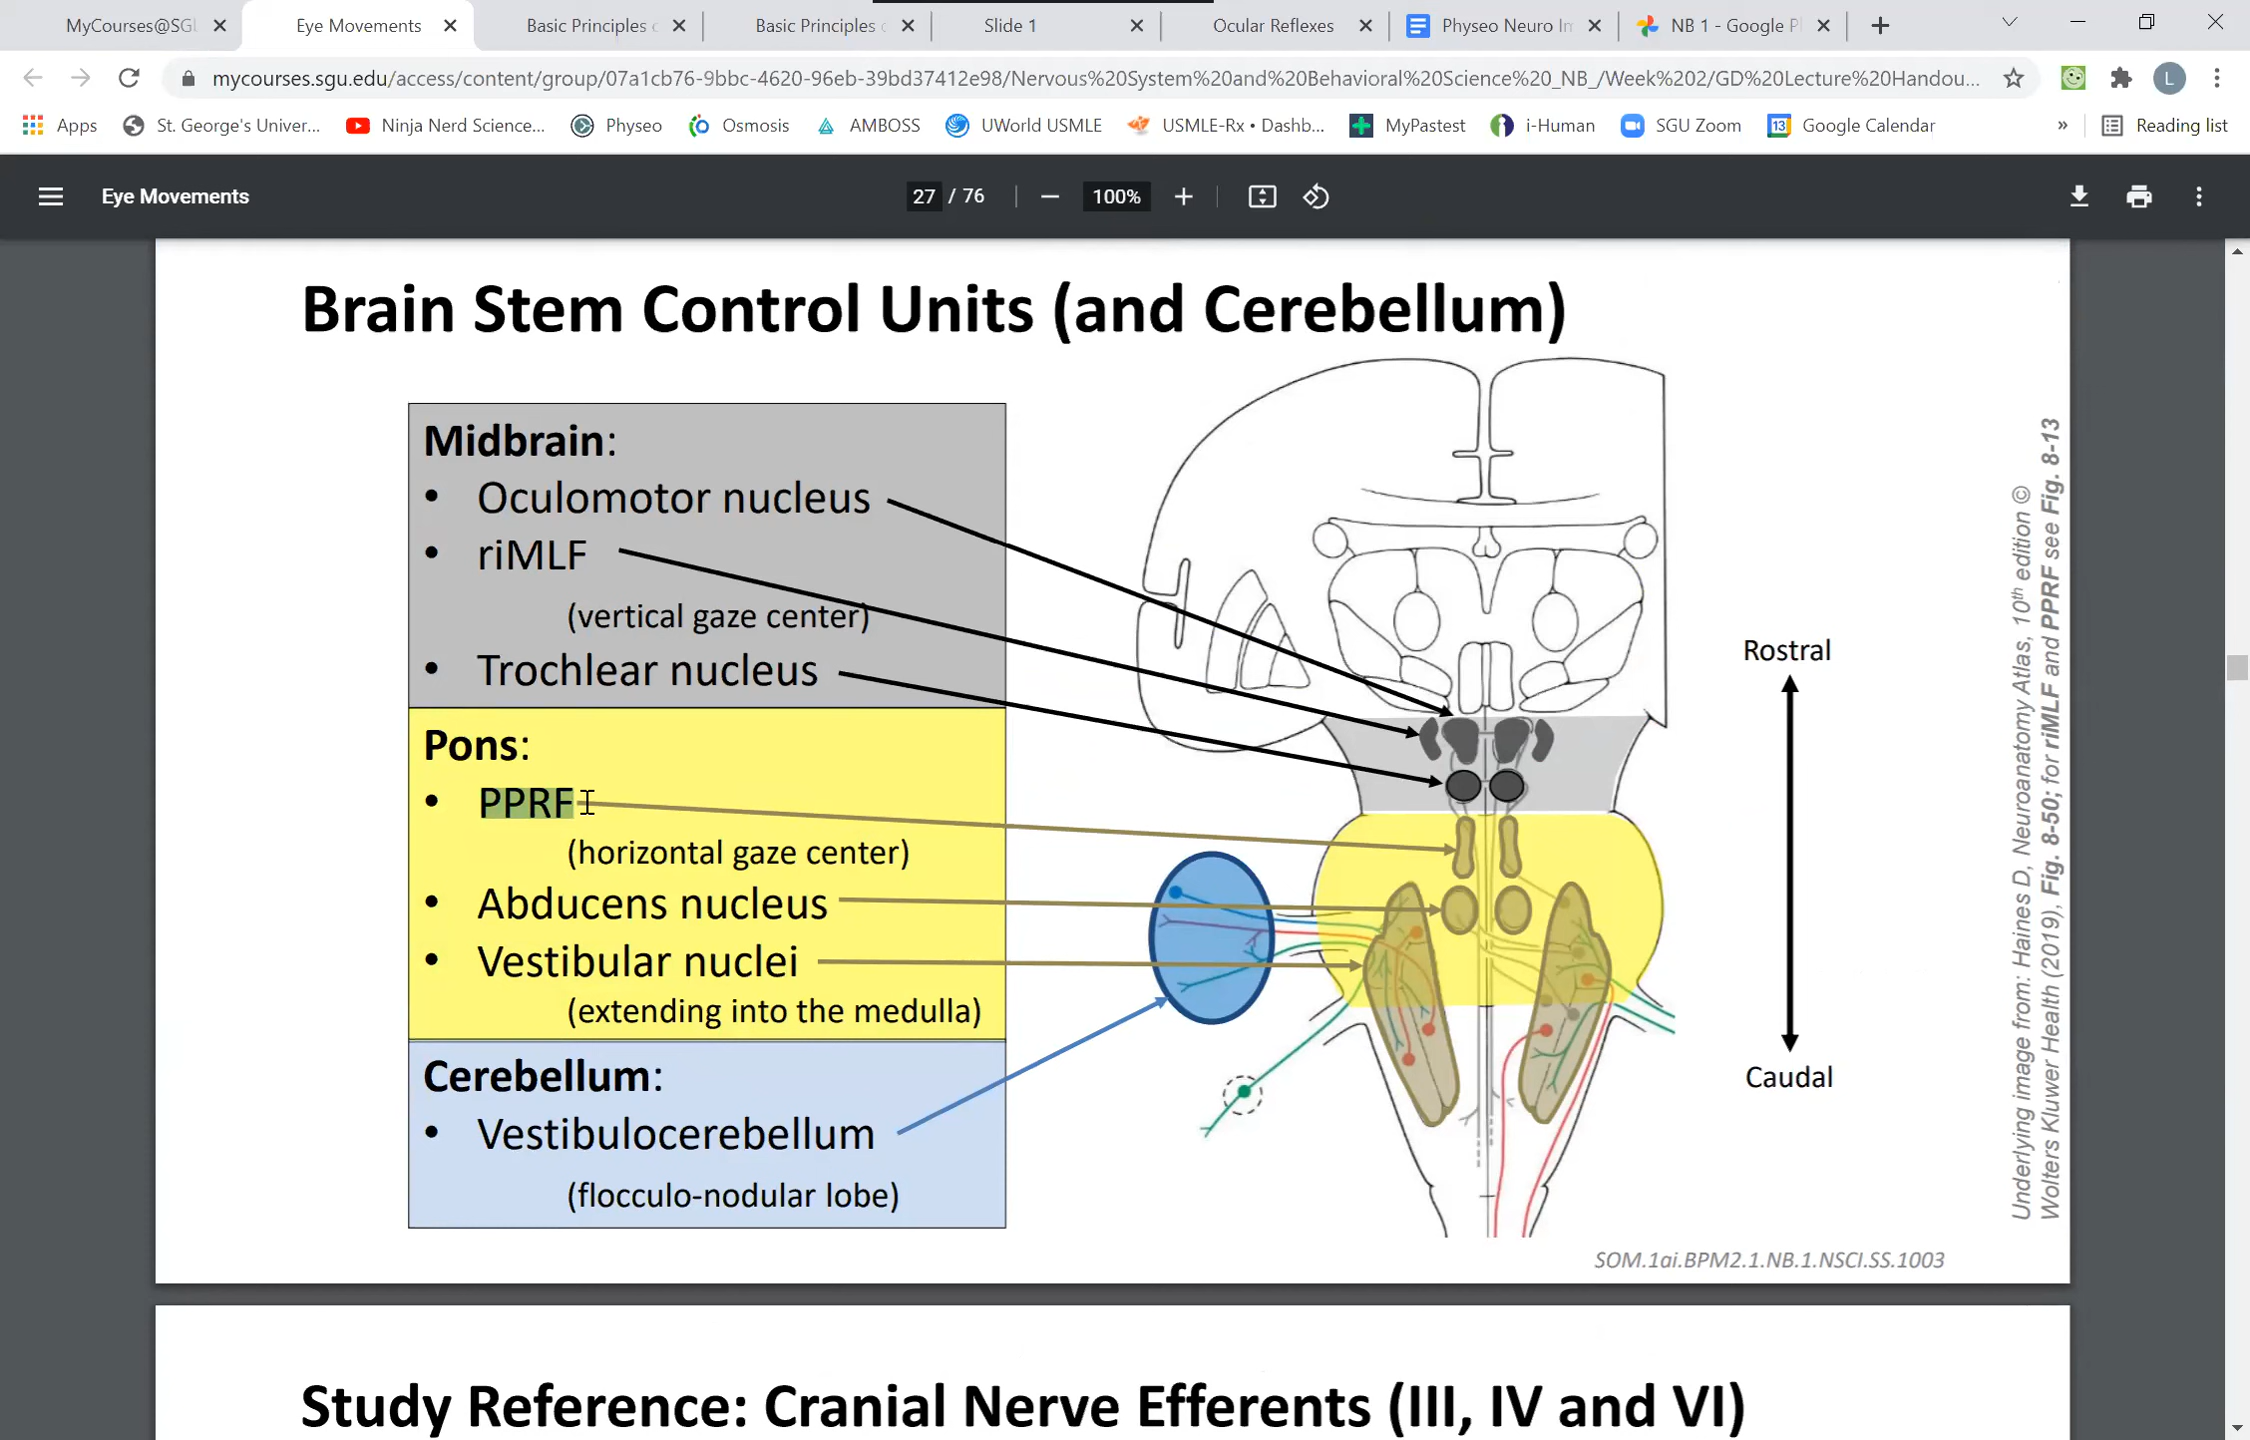 MyCourses@SG
Eye Movements
Basic Principles
Basic Principles
Slide 1
Ocular Reflexes
Physeo Neuro Im
NB 1 - Google P
mycourses.sgu.edu/access/content/group/07a1cb76-9bbc-4620-96eb-39bd37412e98/Nervous%20System%20and%20Behavioral%20Science%20_NB_/Week%202/GD%20Lecture%20Handou...
L
Apps
St. George's Univer...
Ninja Nerd Science...
Physeo
Osmosis
AMBOSS
UWorld USMLE
USMLE-Rx • Dashb...
MyPastest
i-Human
SGU Zoom
13
Google Calendar
»
Reading list
Eye Movements
27 / 76
100%
Brain Stem Control Units (and Cerebellum)
Midbrain:
• Oculomotor nucleus
• riMLF
(vertical gaze center)
• Trochlear nucleus
Pons:
• PPRF
(horizontal gaze center)
• Abducens nucleus
• Vestibular nuclei
(extending into the medulla)
Cerebellum:
• Vestibulocerebellum
(flocculo-nodular lobe)
Rostral
Caudal
Underlying image from: Haines D, Neuroanatomy Atlas, 10th edition ©
Wolters Kluwer Health (2019), Fig. 8-50; for riMLF and PPRF see Fig. 8-13
SOM.1ai.BPM2.1.NB.1.NSCI.SS.1003
Study Reference: Cranial Nerve Efferents (III, IV and VI)